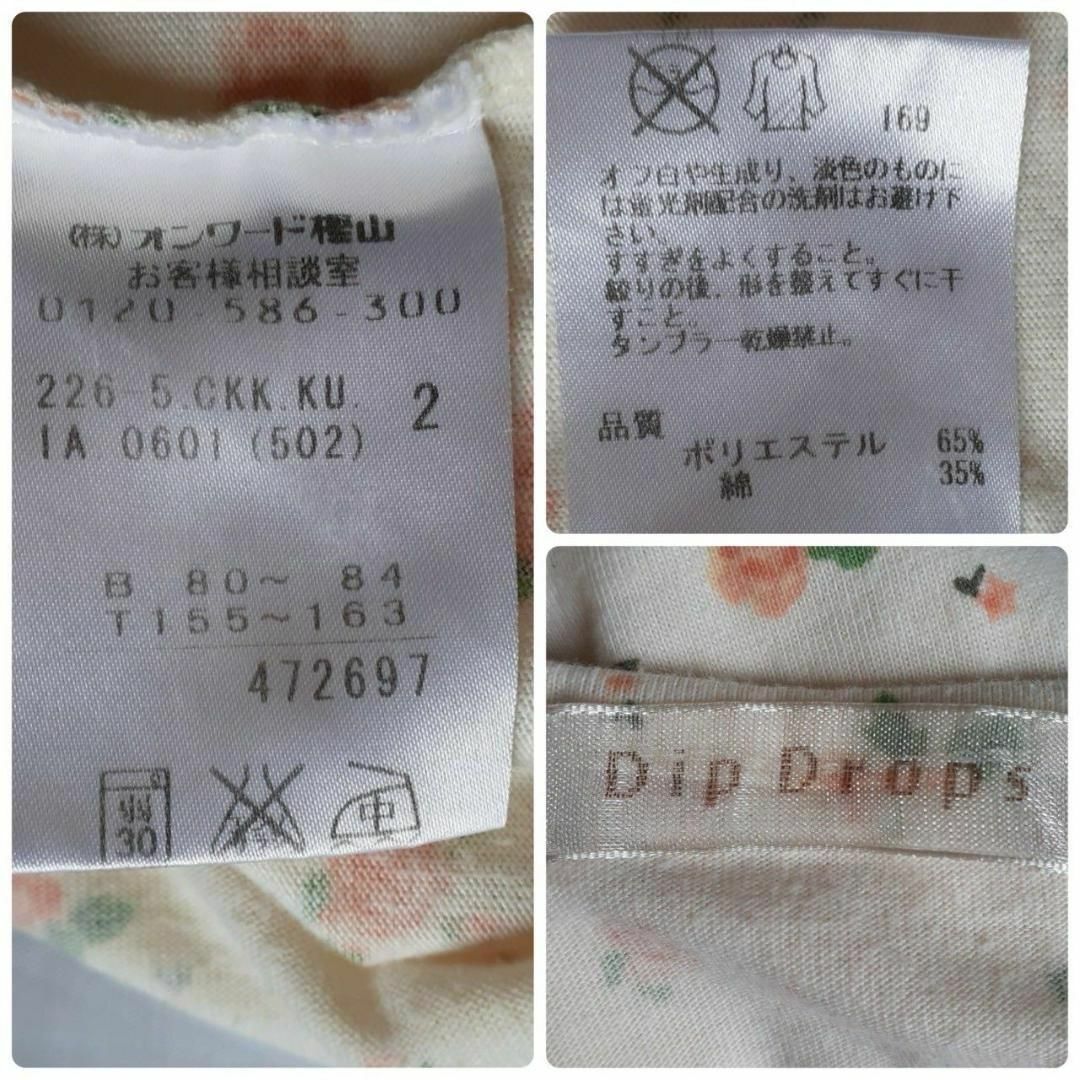 (株)オンワード樫山
お客様相談室
0120-586-300
226-5.CKK.KU. 2
IA 0601 (502)
B 80～ 84
T 155～163
472697
弱
30
中
169
オフ白や生成り、淡色のものに
は蛍光剤配合の洗剤はお避け下
さい。
すすぎをよくすること。
絞りの後、形を整えてすぐに干
すこと。
タンブラー乾燥禁止。
品質
ポリエステル 65%
綿 35%
Dip Drops